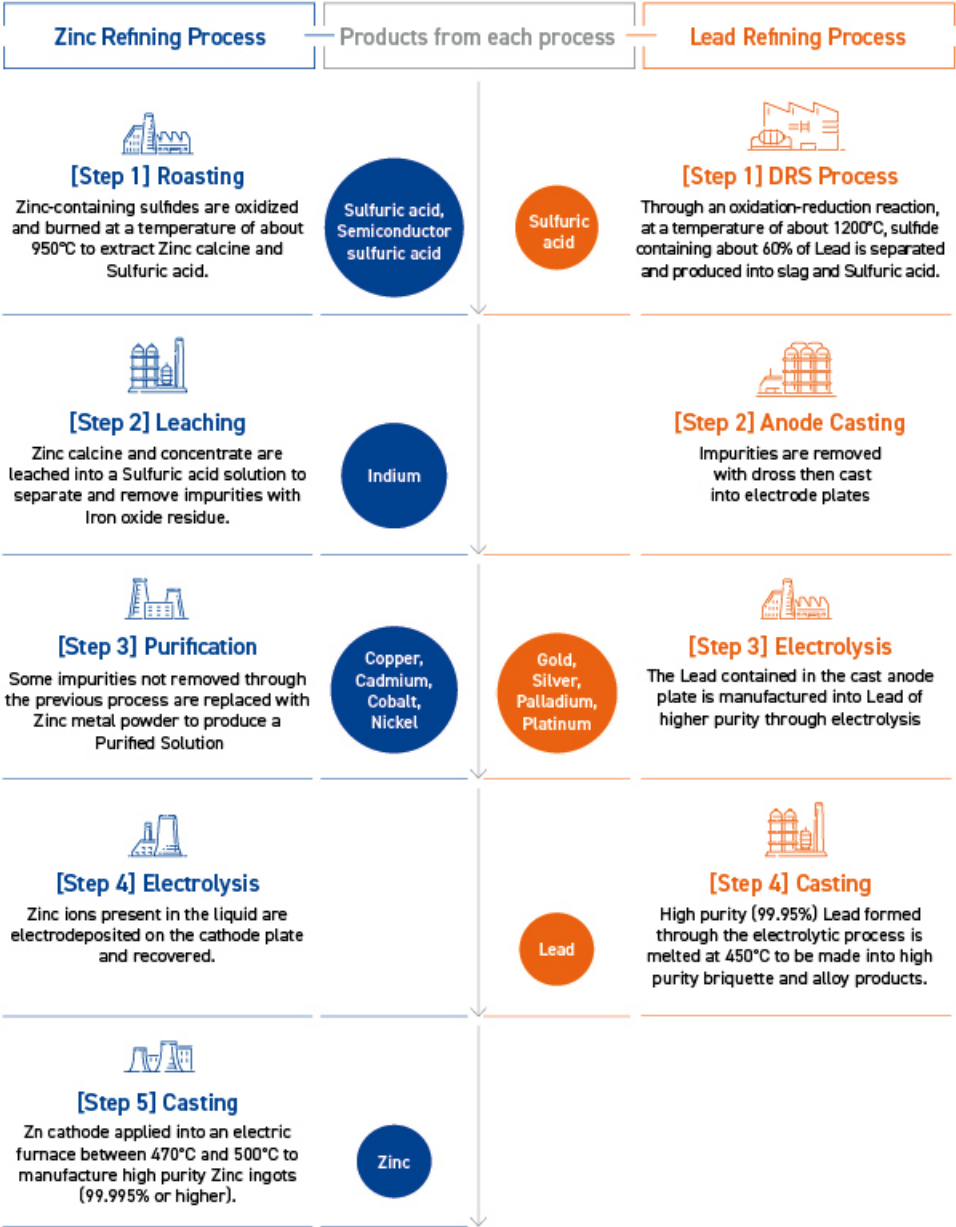 Zinc Refining Process
Products from each process
Lead Refining Process
[Step 1] Roasting
Zinc-containing sulfides are oxidized
and burned at a temperature of about
950°C to extract Zinc calcine and
Sulfuric acid.
Sulfuric acid,
Semiconductor
sulfuric acid
Sulfuric
acid
[Step 1] DRS Process
Through an oxidation-reduction reaction,
at a temperature of about 1200°C, sulfide
containing about 60% of Lead is separated
and produced into slag and Sulfuric acid.
[Step 2] Leaching
Zinc calcine and concentrate are
leached into a Sulfuric acid solution to
separate and remove impurities with
Iron oxide residue.
Indium
[Step 2] Anode Casting
Impurities are removed
with dross then cast
into electrode plates
[Step 3] Purification
Some impurities not removed through
the previous process are replaced with
Zinc metal powder to produce a
Purified Solution
Copper,
Cadmium,
Cobalt,
Nickel
Gold,
Silver,
Palladium,
Platinum
[Step 3] Electrolysis
The Lead contained in the cast anode
plate is manufactured into Lead of
higher purity through electrolysis
[Step 4] Electrolysis
Zinc ions present in the liquid are
electrodeposited on the cathode plate
and recovered.
Lead
[Step 4] Casting
High purity (99.95%) Lead formed
through the electrolytic process is
melted at 450°C to be made into high
purity briquette and alloy products.
[Step 5] Casting
Zn cathode applied into an electric
furnace between 470°C and 500°C to
manufacture high purity Zinc ingots
(99.995% or higher).
Zinc